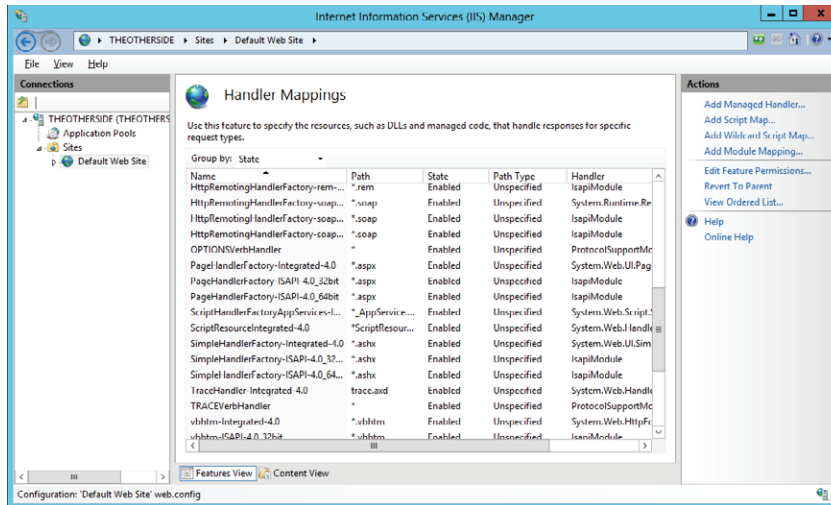 Internet Information Services (IIS) Manager
THEOTHERSIDE Sites Default Web Site
File View Help
Connections
THEOTHERSIDE (THEOTHERS
Application Pools
Sites
Default Web Site
Handler Mappings
Use this feature to specify the resources, such as DLLs and managed code, that handle responses for specific
request types.
Group by: State
Name Path State Path Type Handler
HttpRemotingHandlerFactory-rem-... *.rem Enabled Unspecified IsapiModule
HttpRemotingHandlerFactory-soap... *.soap Enabled Unspecified System.Runtime.Re
HttpRemotingHandlerFactory-soap... *.soap Enabled Unspecified IsapiModule
HttpRemotingHandlerFactory-soap... *.soap Enabled Unspecified IsapiModule
OPTIONSVerbHandler * Enabled Unspecified ProtocolSupportMo
PageHandlerFactory-Integrated-4.0 *.aspx Enabled Unspecified System.Web.UI.Pag
PageHandlerFactory-ISAPI-4.0_32bit *.aspx Enabled Unspecified IsapiModule
PageHandlerFactory-ISAPI-4.0_64bit *.aspx Enabled Unspecified IsapiModule
ScriptHandlerFactoryAppServices-I... *_AppService.... Enabled Unspecified System.Web.Script.S
ScriptResourceIntegrated-4.0 *ScriptResour... Enabled Unspecified System.Web.Handle
SimpleHandlerFactory-Integrated-4.0 *.ashx Enabled Unspecified System.Web.UI.Sim
SimpleHandlerFactory-ISAPI-4.0_32... *.ashx Enabled Unspecified IsapiModule
SimpleHandlerFactory-ISAPI-4.0_64... *.ashx Enabled Unspecified IsapiModule
TraceHandler-Integrated-4.0 trace.axd Enabled Unspecified System.Web.Handle
TRACEVerbHandler * Enabled Unspecified ProtocolSupportMo
vbhtm-Integrated-4.0 *.vbhtm Enabled Unspecified System.Web.HttpFo
vbhtm-ISAPI-4.0_32bit *.vbhtm Enabled Unspecified IsapiModule
Features View Content View
Actions
Add Managed Handler...
Add Script Map...
Add Wildcard Script Map...
Add Module Mapping...
Edit Feature Permissions...
Revert To Parent
View Ordered List...
Help
Online Help
Configuration: 'Default Web Site' web.config